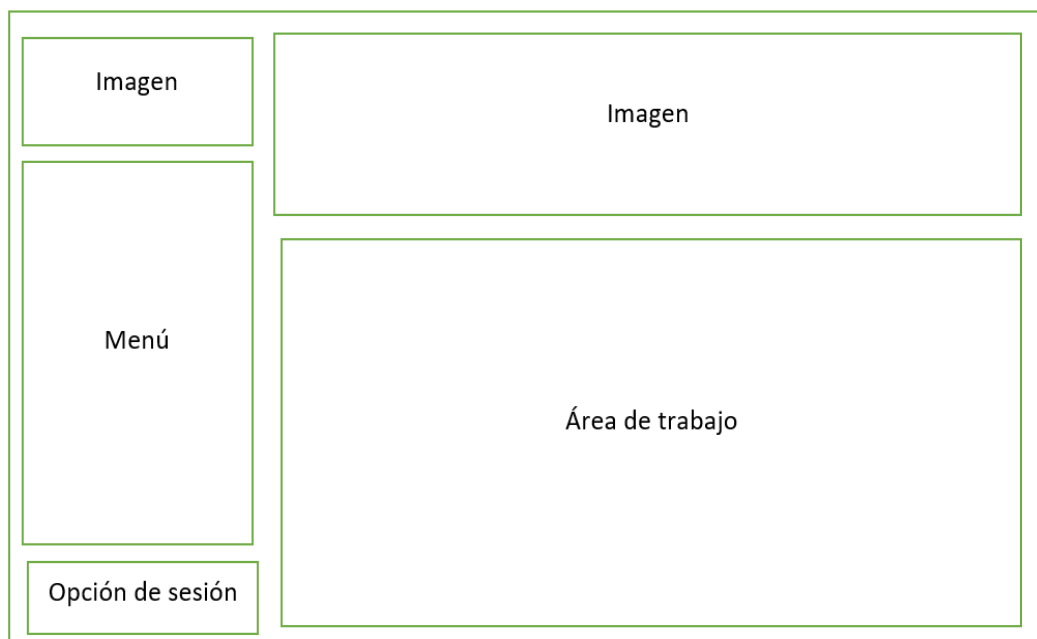 Imagen
Imagen
Menú
Área de trabajo
Opción de sesión